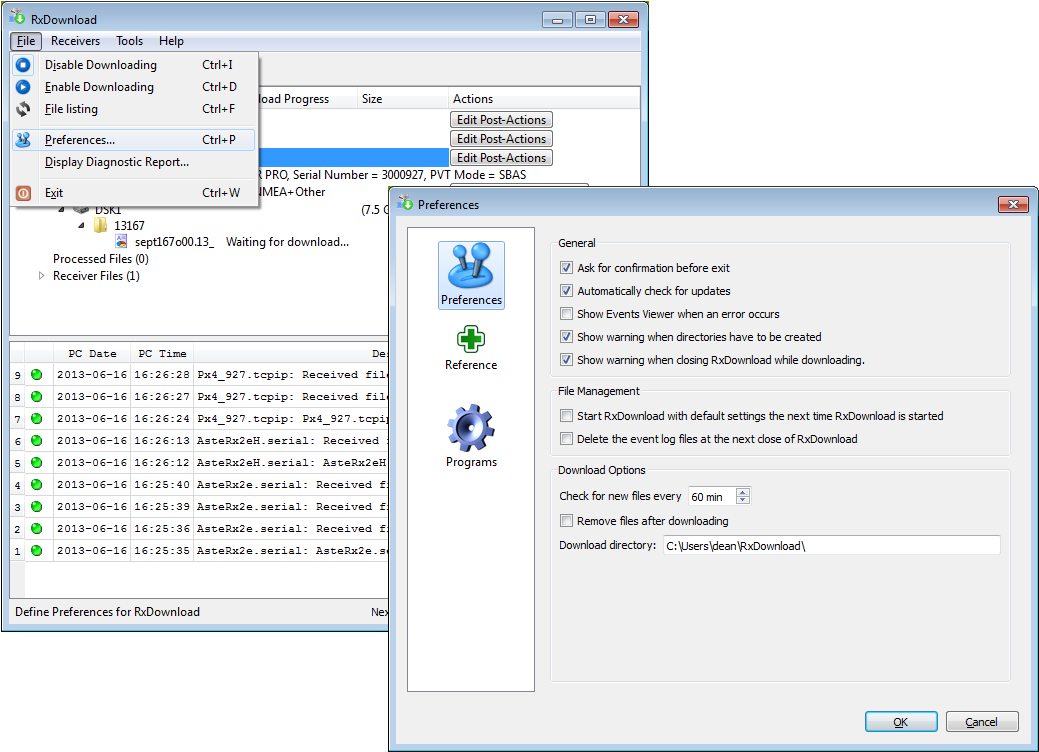 RxDownload
File Receivers Tools Help
Disable Downloading Ctrl+I
Enable Downloading Ctrl+D
File listing Ctrl+F
Preferences... Ctrl+P
Display Diagnostic Report...
Exit Ctrl+W
Progress Size Actions
Edit Post-Actions
Edit Post-Actions
Edit Post-Actions
PRO, Serial Number = 3000927, PVT Mode = SBAS
NMEA+Other
DSK1 (7.5
13167
sept167o00.13_ Waiting for download...
Processed Files (0)
Receiver Files (1)
PC Date PC Time
9 2013-06-16 16:26:28 Px4_927.tcpip: Received
8 2013-06-16 16:26:27 Px4_927.tcpip: Received
7 2013-06-16 16:26:24 Px4_927.tcpip: Px4_927.tcpip
6 2013-06-16 16:26:13 AsteRx2eH.serial: Received
5 2013-06-16 16:26:12 AsteRx2eH.serial: AsteRx2eH
4 2013-06-16 16:25:40 AsteRx2e.serial: Received
3 2013-06-16 16:25:39 AsteRx2e.serial: Received
2 2013-06-16 16:25:36 AsteRx2e.serial: Received
1 2013-06-16 16:25:35 AsteRx2e.serial: AsteRx2e.se
Define Preferences for RxDownload
Preferences
Preferences
Reference
Programs
General
Ask for confirmation before exit
Automatically check for updates
Show Events Viewer when an error occurs
Show warning when directories have to be created
Show warning when closing RxDownload while downloading.
File Management
Start RxDownload with default settings the next time RxDownload is started
Delete the event log files at the next close of RxDownload
Download Options
Check for new files every 60 min
Remove files after downloading
Download directory: C:\Users\dean\RxDownload\
OK Cancel